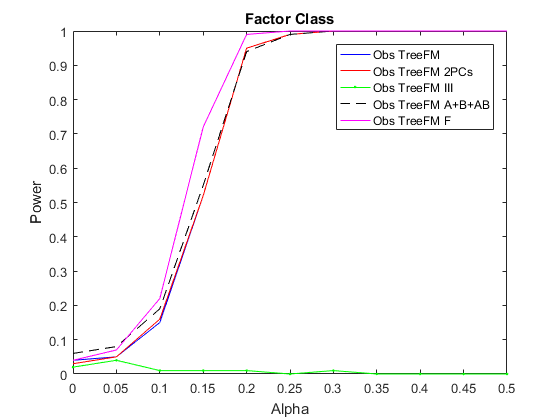 Factor Class
Obs TreeFM
Obs TreeFM 2PCs
Obs TreeFM III
Obs TreeFM A+B+AB
Obs TreeFM F
Power
1
0.9
0.8
0.7
0.6
0.5
0.4
0.3
0.2
0.1
0
0 0.05 0.1 0.15 0.2 0.25 0.3 0.35 0.4 0.45 0.5
Alpha